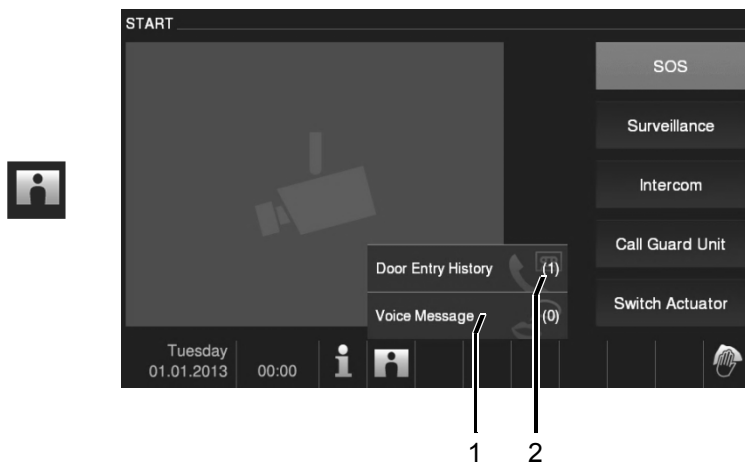 START
SOS
Surveillance
Intercom
Call Guard Unit
Door Entry History (1)
Switch Actuator
Voice Message (0)
Tuesday
01.01.2013 00:00
1 2